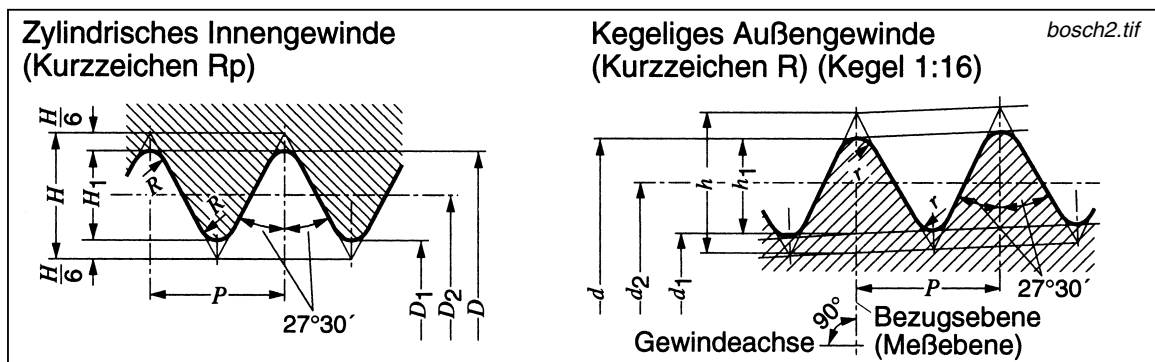 Zylindrisches Innengewinde
(Kurzzeichen Rp)
H/6
H
H1
H/6
R
R
P
27°30´
D1
D2
D
Kegeliges Außengewinde
(Kurzzeichen R) (Kegel 1:16)
bosch2.tif
h
h1
r
r
d
d2
d1
P
27°30´
90°
Bezugsebene
Gewindeachse
(Meßebene)